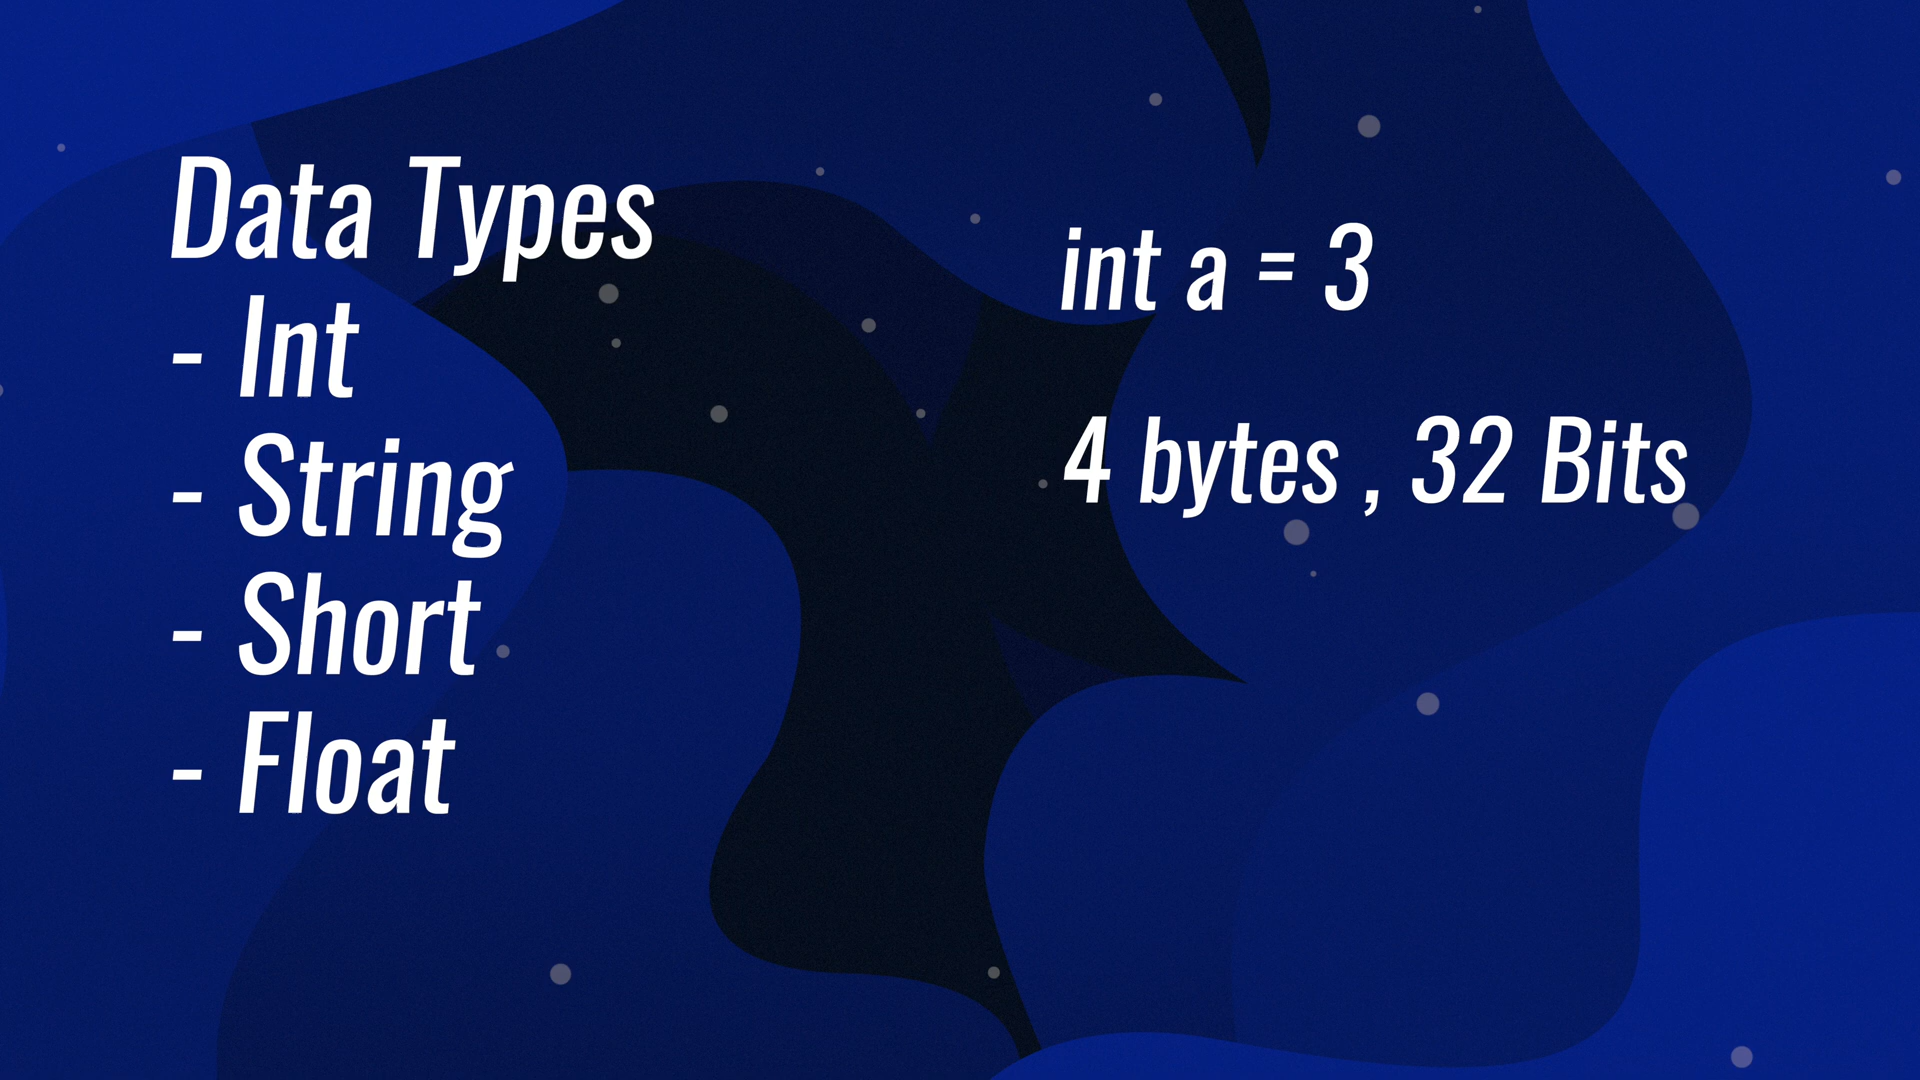 Data Types
- Int
- String
- Short
- Float
int a = 3
4 bytes , 32 Bits